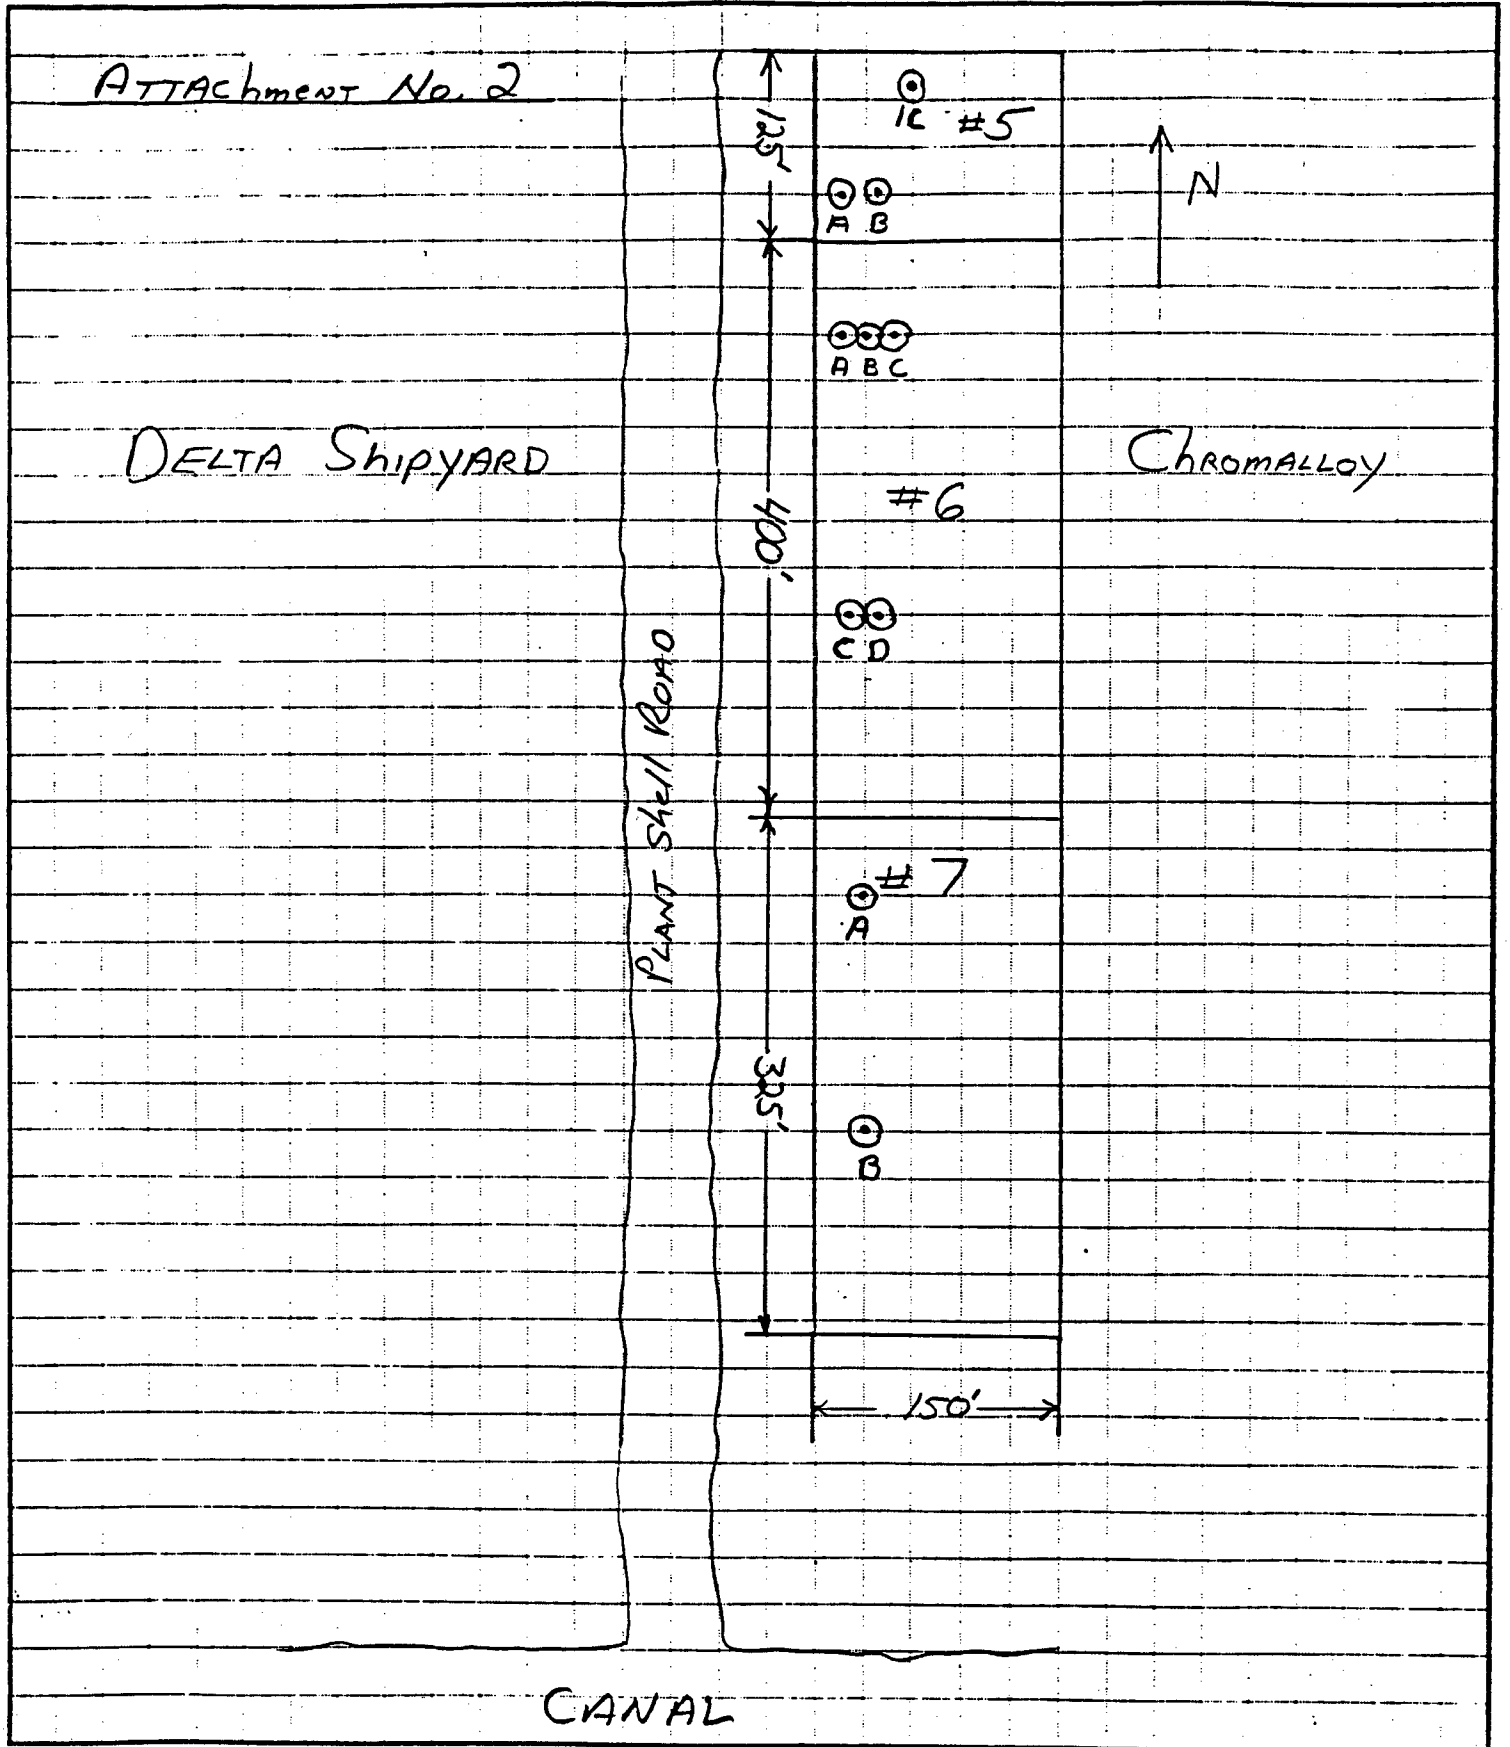 Attachment No. 2
125'
1C #5
N
A B
A B C
DELTA Shipyard
Chromalloy
#6
400'
C D
Plant Shell Road
#7
A
325'
B
150'
CANAL